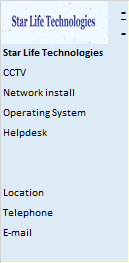 Star Life Technologies
Star Life Technologies
CCTV
Network install
Operating System
Helpdesk
Location
Telephone
E-mail